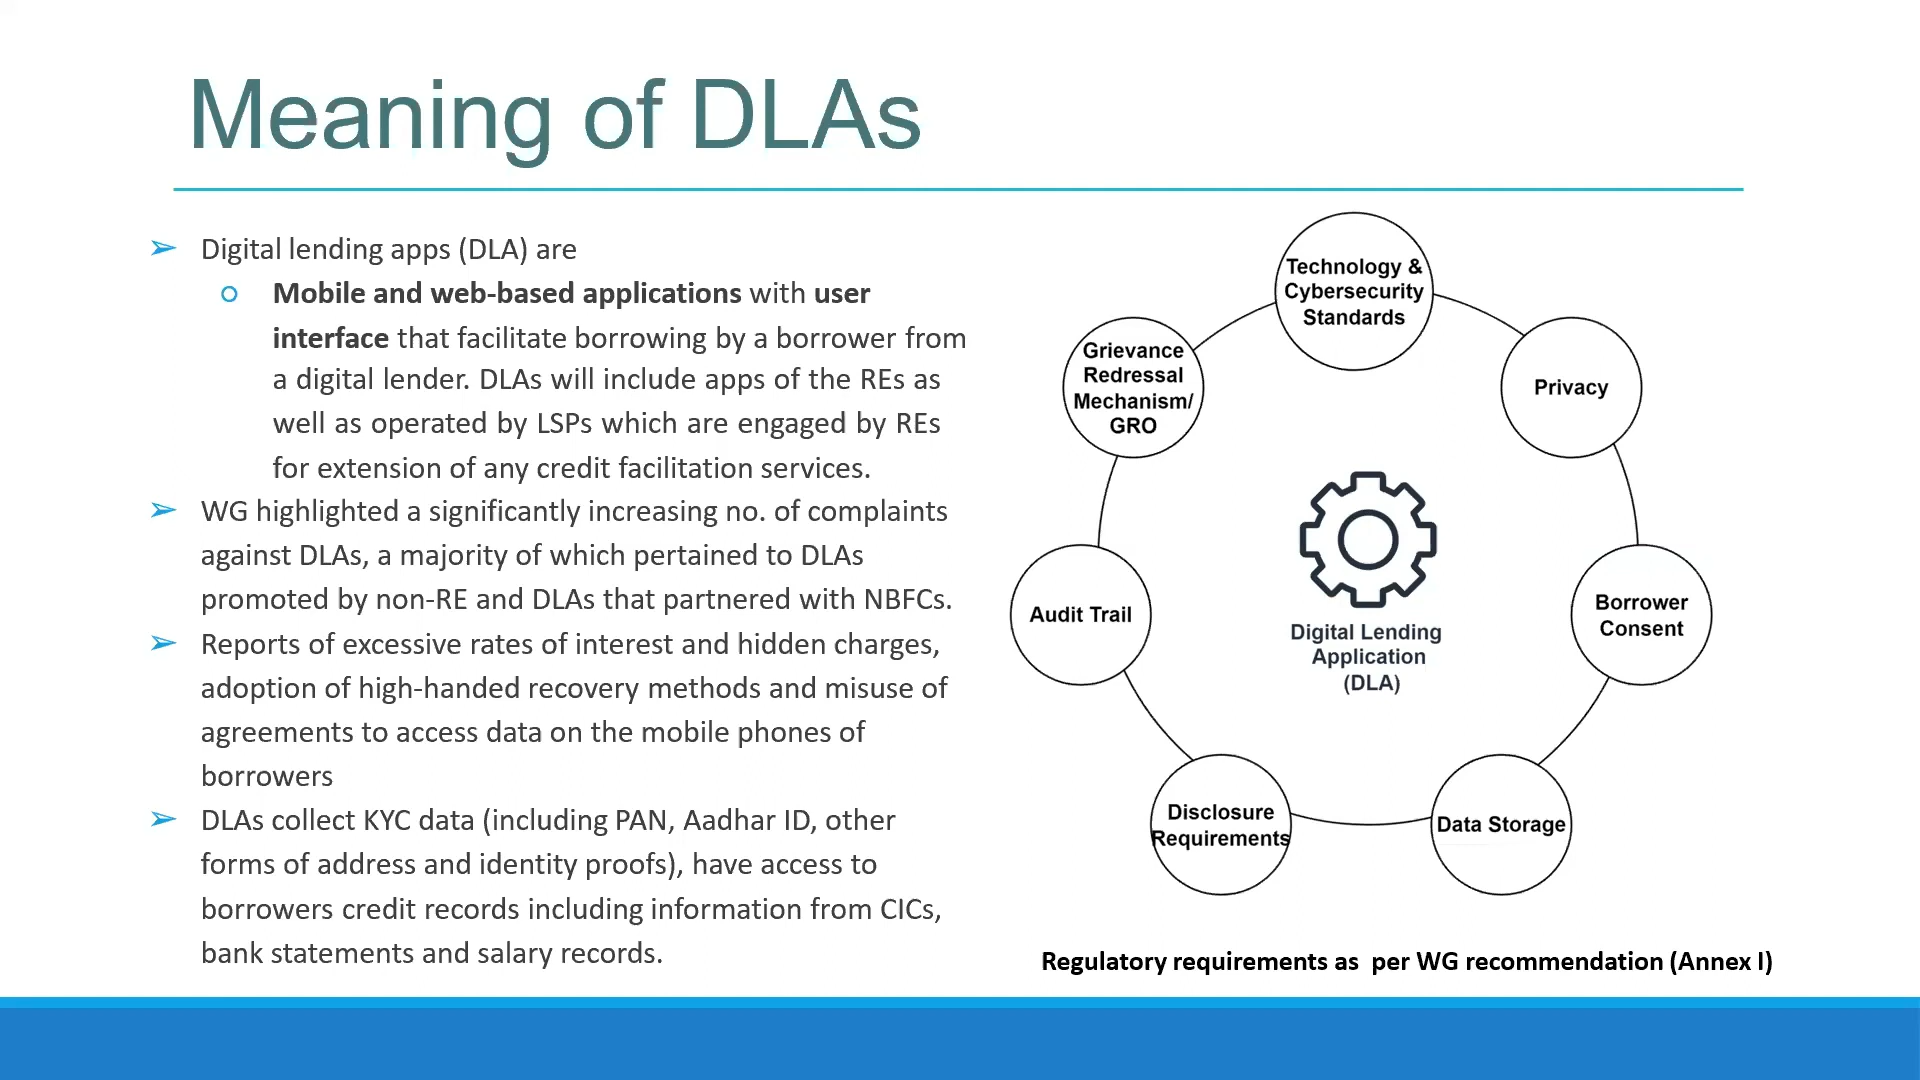 Meaning of DLAs
➢ Digital lending apps (DLA) are
○ Mobile and web-based applications with user
interface that facilitate borrowing by a borrower from
a digital lender. DLAs will include apps of the REs as
well as operated by LSPs which are engaged by REs
for extension of any credit facilitation services.
➢ WG highlighted a significantly increasing no. of complaints
against DLAs, a majority of which pertained to DLAs
promoted by non-RE and DLAs that partnered with NBFCs.
➢ Reports of excessive rates of interest and hidden charges,
adoption of high-handed recovery methods and misuse of
agreements to access data on the mobile phones of
borrowers
➢ DLAs collect KYC data (including PAN, Aadhar ID, other
forms of address and identity proofs), have access to
borrowers credit records including information from CICs,
bank statements and salary records.
Technology &
Cybersecurity
Standards
Privacy
Borrower
Consent
Data Storage
Disclosure
Requirements
Audit Trail
Grievance
Redressal
Mechanism/
GRO
Digital Lending
Application
(DLA)
Regulatory requirements as  per WG recommendation (Annex I)